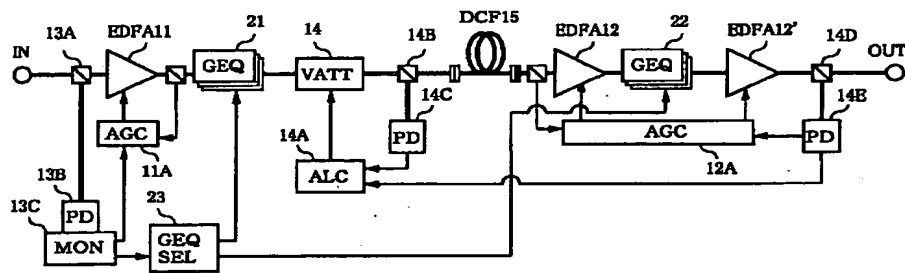 DCF15
21
14
22
EDFA12'
14D
OUT
IN
13A
EDFA11
14B
EDFA12
GEQ
VATT
GEQ
14C
14E
AGC
PD
AGC
PD
14A
11A
12A
13B
ALC
13C
PD
23
MON
GEQ
SEL